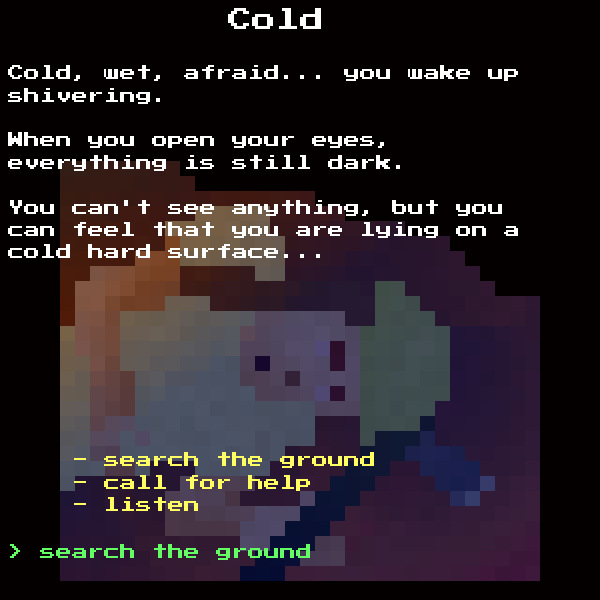 Cold
Cold, wet, afraid... you wake up
shivering.
When you open your eyes,
everything is still dark.
You can't see anything, but you
can feel that you are lying on a
cold hard surface...
- search the ground
- call for help
- listen
> search the ground